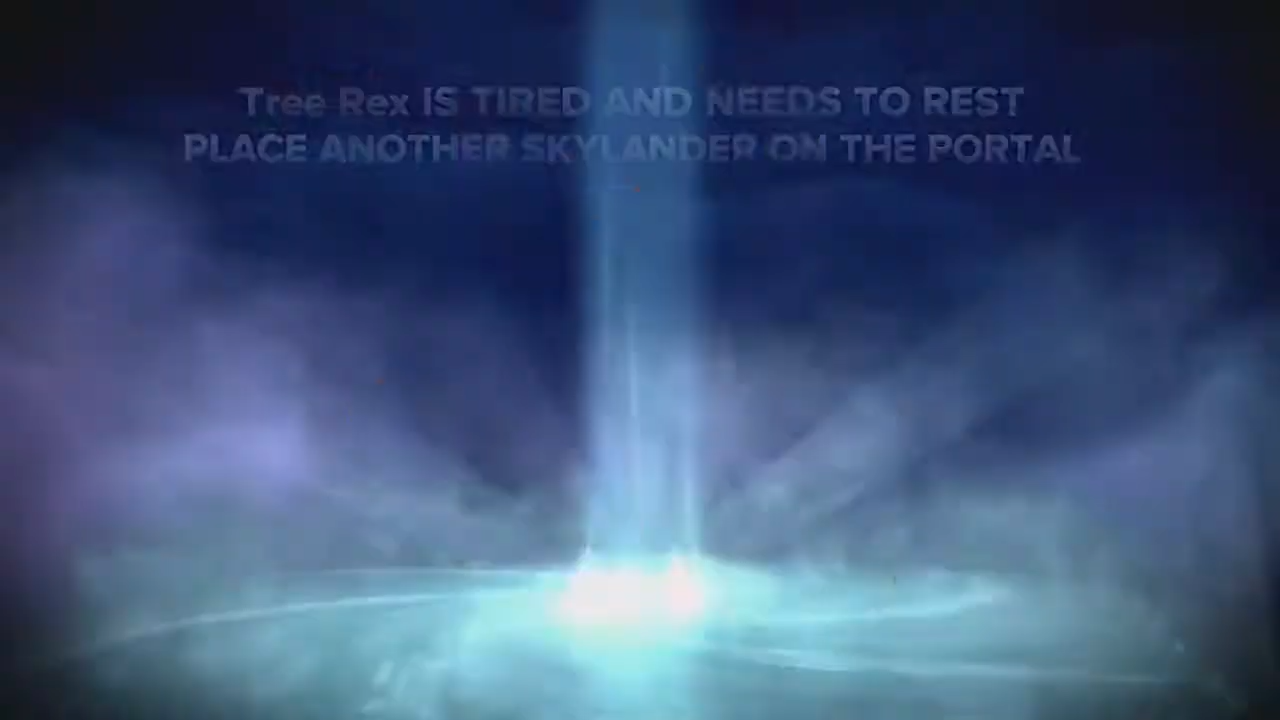 Tree Rex IS TIRED AND NEEDS TO REST
PLACE ANOTHER SKYLANDER ON THE PORTAL